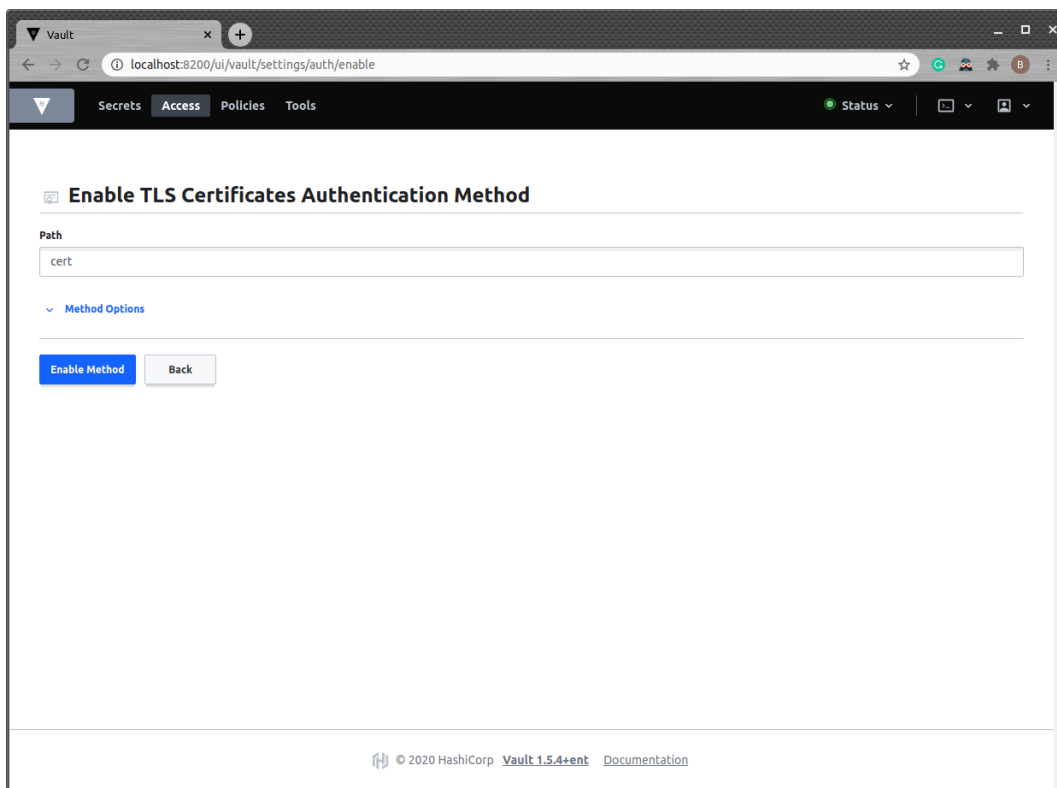 Vault
localhost:8200/ui/vault/settings/auth/enable
B
Secrets Access Policies Tools Status
Enable TLS Certificates Authentication Method
Path
cert
Method Options
Enable Method Back
© 2020 HashiCorp Vault 1.5.4+ent Documentation